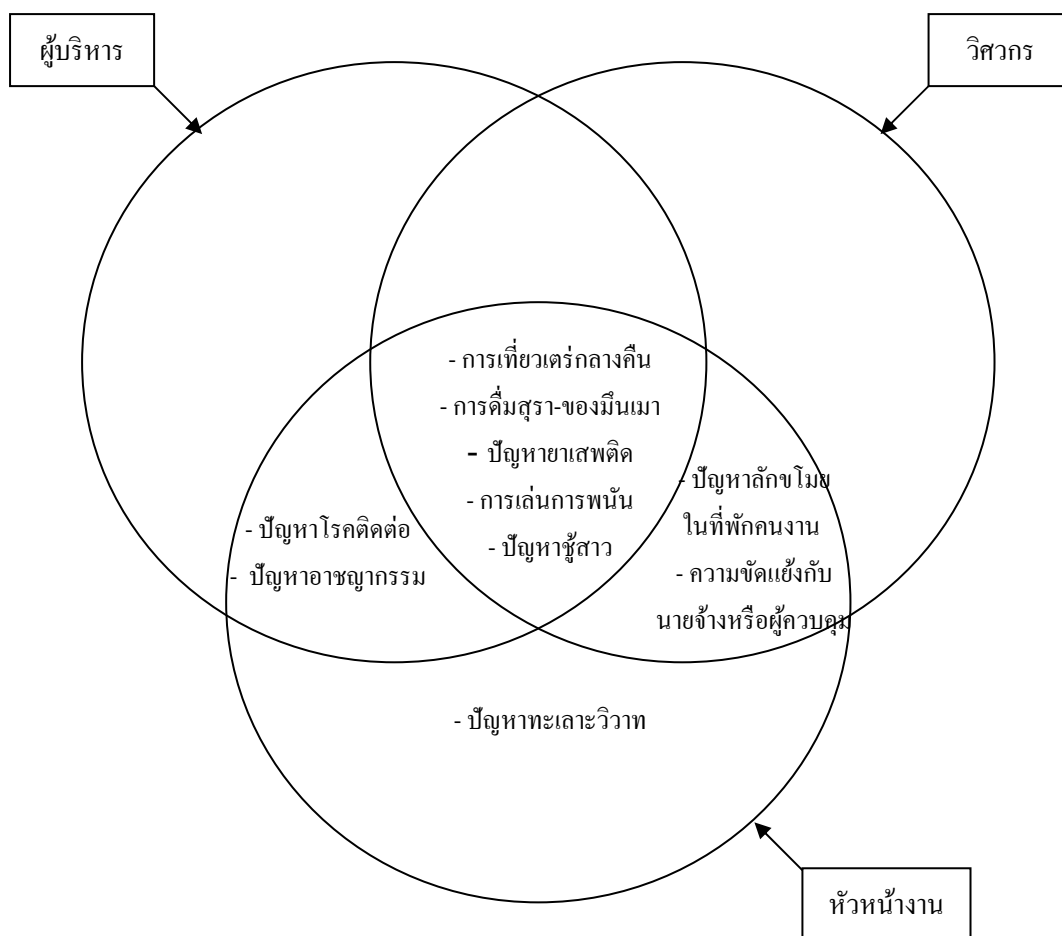 ผู้บริหาร
วิศวกร
- การเที่ยวเตร่กลางคืน
- การดื่มสุรา-ของมึนเมา
- ปัญหายาเสพติด
- การเล่นการพนัน
- ปัญหาชู้สาว
- ปัญหาโรคติดต่อ
- ปัญหาอาชญากรรม
- ปัญหาลักขโมย
ในที่พักคนงาน
- ความขัดแย้งกับ
นายจ้างหรือผู้ควบคุม
- ปัญหาทะเลาะวิวาท
หัวหน้างาน